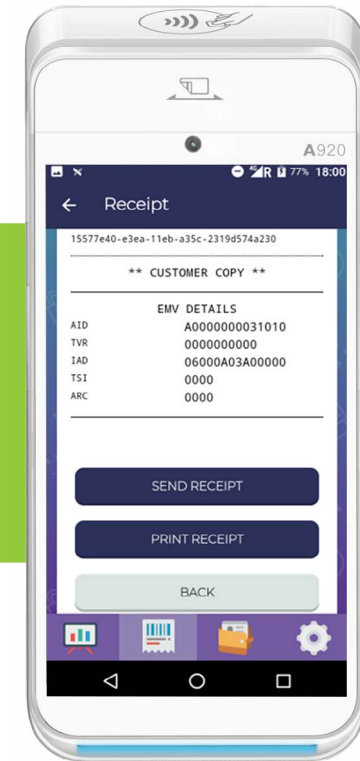 A920
4G R 77% 18:00
Receipt
15577e40-e3ea-11eb-a35c-2319d574a230
** CUSTOMER COPY **
EMV DETAILS
AID A0000000031010
TVR 0000000000
IAD 06000A03A00000
TSI 0000
ARC 0000
SEND RECEIPT
PRINT RECEIPT
BACK